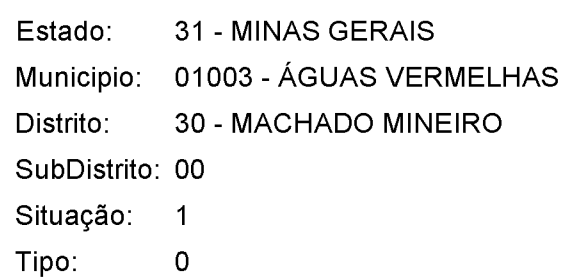 Estado: 31 - MINAS GERAIS
Municipio: 01003 - ÁGUAS VERMELHAS
Distrito: 30 - MACHADO MINEIRO
SubDistrito: 00
Situação: 1
Tipo: 0